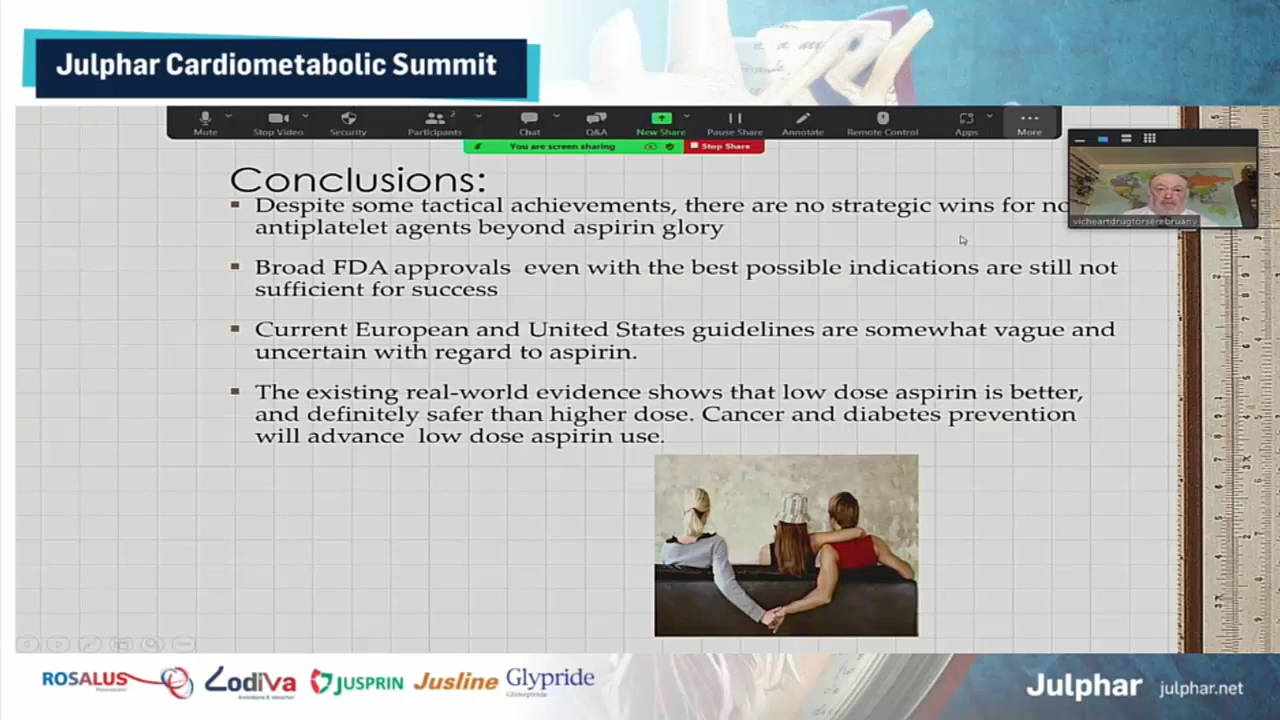 Julphar Cardiometabolic Summit
Mute
Stop Video
Security
Participants
2
Chat
Q&A
New Share
Pause Share
Annotate
Remote Control
Apps
More
You are screen sharing
Stop Share
vicheartdrugtorserebruany
Conclusions:
▪ Despite some tactical achievements, there are no strategic wins for no
antiplatelet agents beyond aspirin glory
▪ Broad FDA approvals even with the best possible indications are still not
sufficient for success
▪ Current European and United States guidelines are somewhat vague and
uncertain with regard to aspirin.
▪ The existing real-world evidence shows that low dose aspirin is better,
and definitely safer than higher dose. Cancer and diabetes prevention
will advance low dose aspirin use.
ROSALUS
Lodiva
Amlodipine & Valsartan
JUSPRIN
Jusline
Glypride
Glimepiride
Julphar
julphar.net